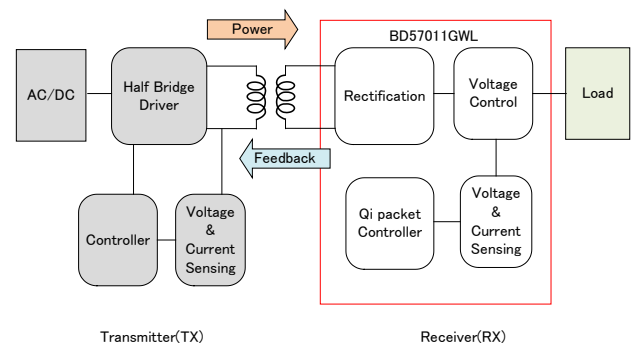 Power
BD57011GWL
AC/DC
Half Bridge
Driver
Rectification
Voltage
Control
Load
Feedback
Controller
Voltage
&
Current
Sensing
Qi packet
Controller
Voltage
&
Current
Sensing
Transmitter(TX)
Receiver(RX)